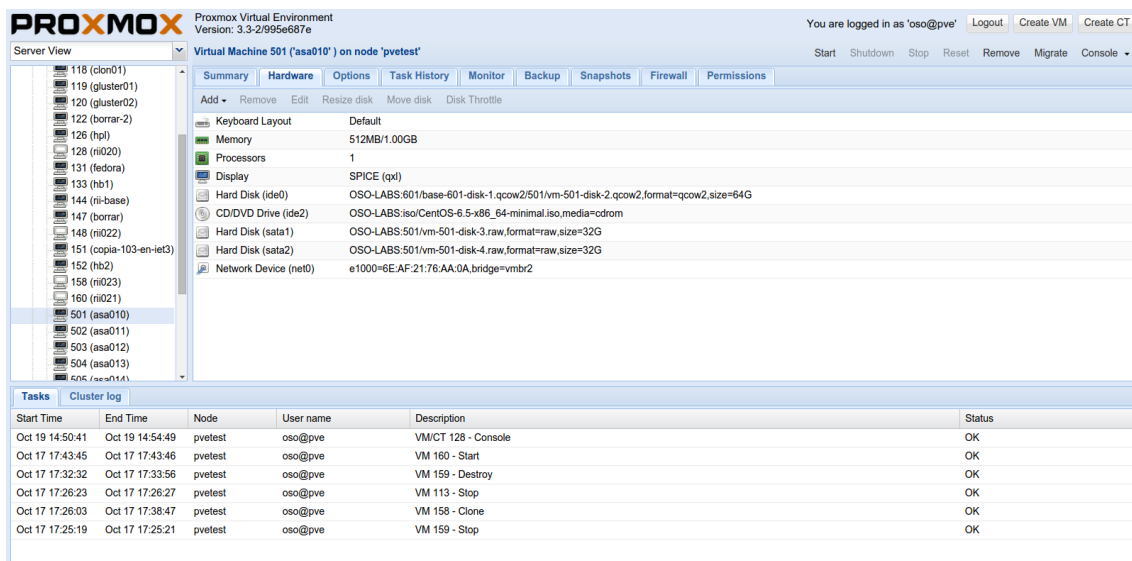 PROXMOX
Proxmox Virtual Environment
Version: 3.3-2/995e687e
You are logged in as 'oso@pve' Logout Create VM Create CT
Server View
Virtual Machine 501 ('asa010' ) on node 'pvetest'
Start Shutdown Stop Reset Remove Migrate Console
118 (clon01)
119 (gluster01)
120 (gluster02)
122 (borrar-2)
126 (hpl)
128 (rii020)
131 (fedora)
133 (hb1)
144 (rii-base)
147 (borrar)
148 (rii022)
151 (copia-103-en-iet3)
152 (hb2)
158 (rii023)
160 (rii021)
501 (asa010)
502 (asa011)
503 (asa012)
504 (asa013)
505 (asa014)
Summary Hardware Options Task History Monitor Backup Snapshots Firewall Permissions
Add Remove Edit Resize disk Move disk Disk Throttle
Keyboard Layout Default
Memory 512MB/1.00GB
Processors 1
Display SPICE (qxl)
Hard Disk (ide0) OSO-LABS:601/base-601-disk-1.qcow2/501/vm-501-disk-2.qcow2,format=qcow2,size=64G
CD/DVD Drive (ide2) OSO-LABS:iso/CentOS-6.5-x86_64-minimal.iso,media=cdrom
Hard Disk (sata1) OSO-LABS:501/vm-501-disk-3.raw,format=raw,size=32G
Hard Disk (sata2) OSO-LABS:501/vm-501-disk-4.raw,format=raw,size=32G
Network Device (net0) e1000=6E:AF:21:76:AA:0A,bridge=vmbr2
Tasks Cluster log
Start Time End Time Node User name Description Status
Oct 19 14:50:41 Oct 19 14:54:49 pvetest oso@pve VM/CT 128 - Console OK
Oct 17 17:43:45 Oct 17 17:43:46 pvetest oso@pve VM 160 - Start OK
Oct 17 17:32:32 Oct 17 17:33:56 pvetest oso@pve VM 159 - Destroy OK
Oct 17 17:26:23 Oct 17 17:26:27 pvetest oso@pve VM 113 - Stop OK
Oct 17 17:26:03 Oct 17 17:38:47 pvetest oso@pve VM 158 - Clone OK
Oct 17 17:25:19 Oct 17 17:25:21 pvetest oso@pve VM 159 - Stop OK